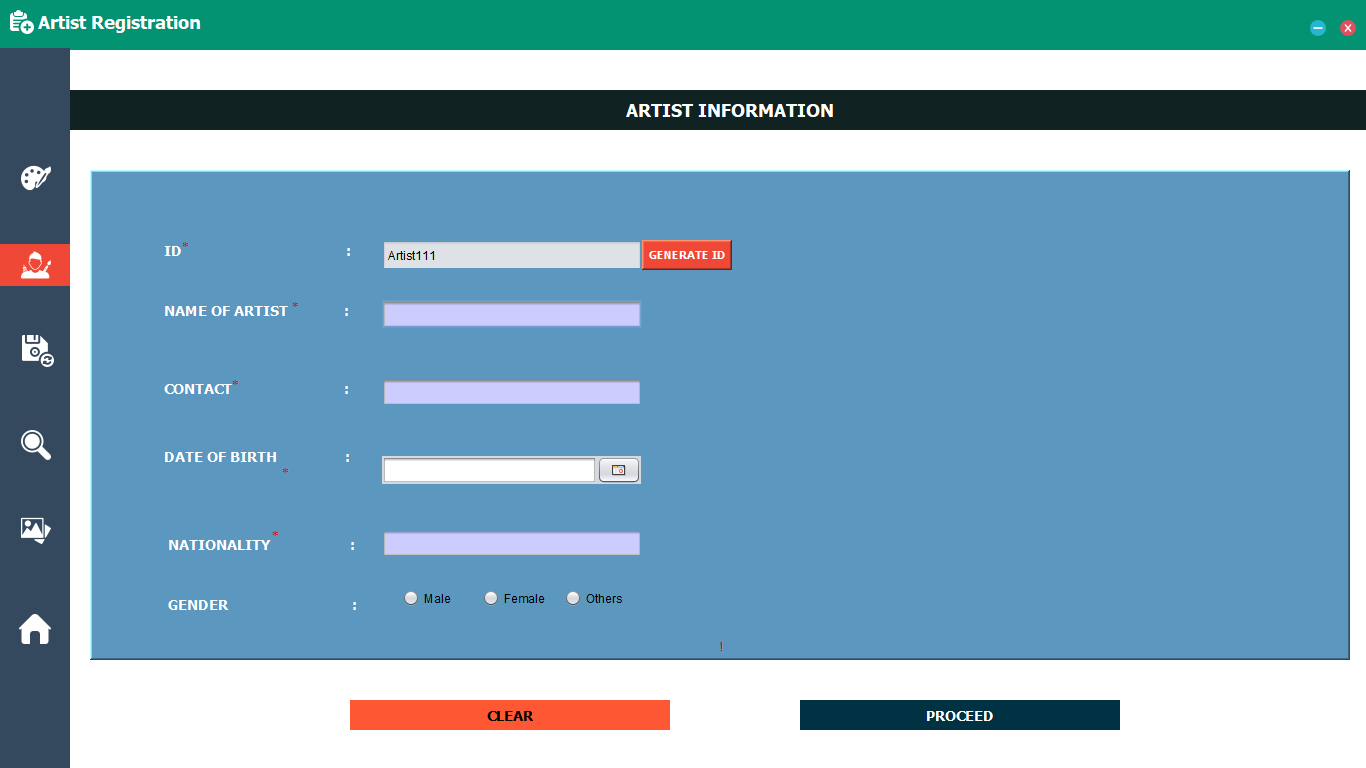 Artist Registration
ARTIST INFORMATION
ID* : Artist111 GENERATE ID
NAME OF ARTIST * :
CONTACT* :
DATE OF BIRTH * :
NATIONALITY* :
GENDER : Male Female Others
!
CLEAR PROCEED